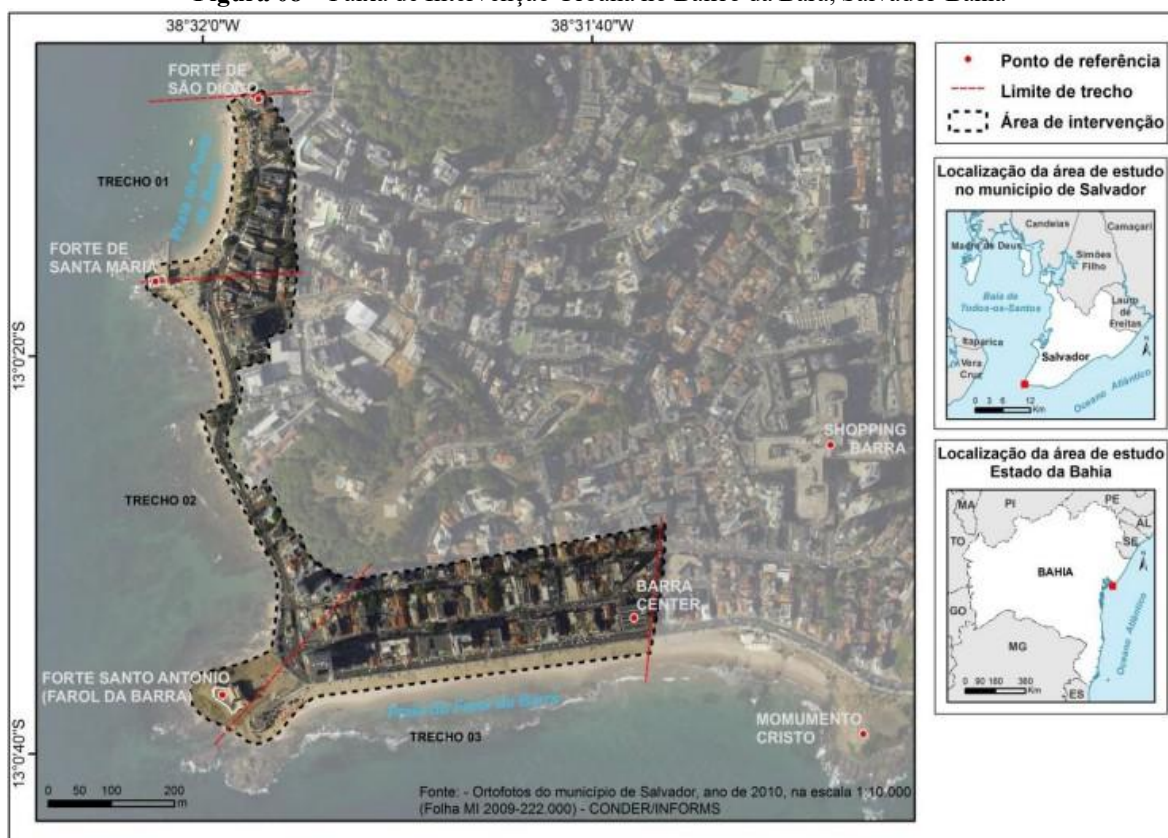 38°32'0"W
38°31'40"W
FORTE DE
SÃO DIOGO
TRECHO 01
FORTE DE
SANTA MARIA
13°0'20"S
SHOPPING
BARRA
TRECHO 02
BARRA
CENTER
FORTE SANTO ANTONIO
(FAROL DA BARRA)
Praia do Farol da Barra
TRECHO 03
MOMUMENTO
CRISTO
13°0'40"S
0 50 100 200
m
Fonte: - Ortofotos do município de Salvador, ano de 2010, na escala 1:10.000
(Folha MI 2009-222.000) - CONDER/INFORMS
Ponto de referência
Limite de trecho
Área de intervenção
Localização da área de estudo
no município de Salvador
Candeias
Camaçari
Madre de Deus
Simões
Filho
Baía de
Todos-os-Santos
Lauro
de
Freitas
Itaparica
Vera
Cruz
Salvador
N
0 3 6 12
Km
Oceano Atlântico
Localização da área de estudo
Estado da Bahia
MA
PI
PE
AL
TO
SE
N
BAHIA
GO
MG
Oceano Atlântico
ES
0 90 180 360
Km